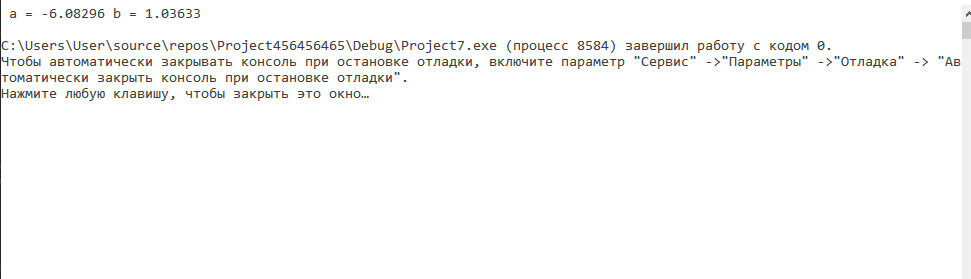 a = -6.08296 b = 1.03633
C:\Users\User\source\repos\Project456456465\Debug\Project7.exe (процесс 8584) завершил работу с кодом 0.
Чтобы автоматически закрывать консоль при остановке отладки, включите параметр "Сервис" ->"Параметры" ->"Отладка" -> "Ав
томатически закрыть консоль при остановке отладки".
Нажмите любую клавишу, чтобы закрыть это окно…